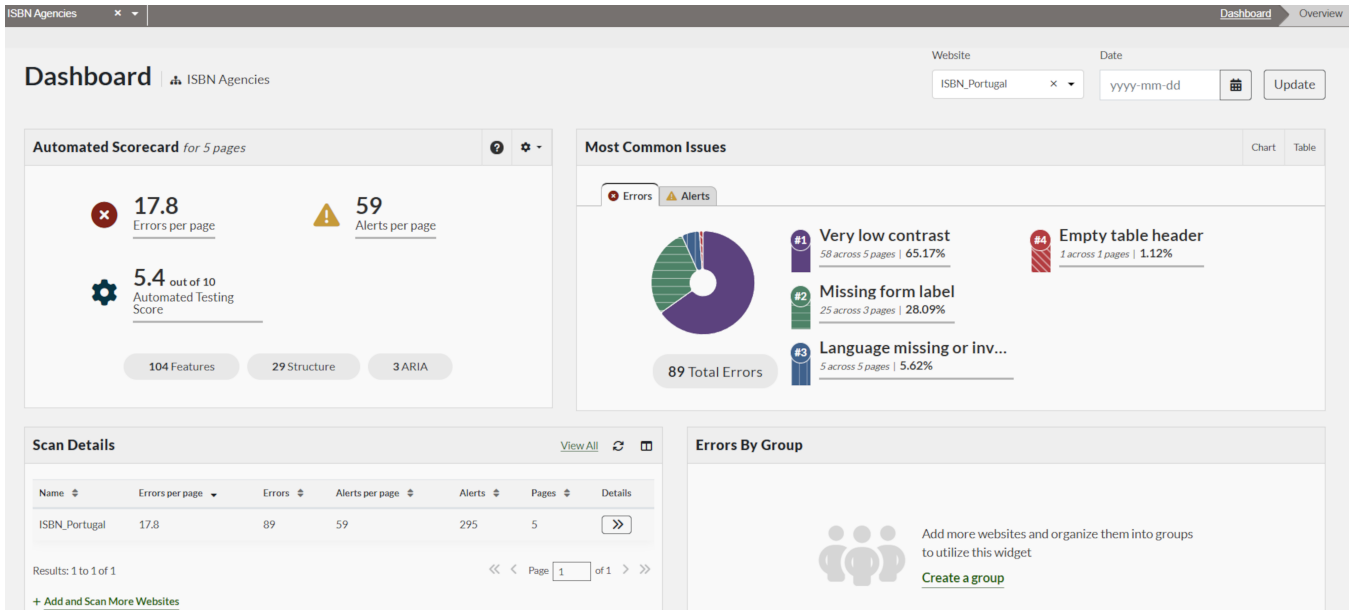 ISBN Agencies
Dashboard Overview
Dashboard ISBN Agencies
Website
ISBN_Portugal
Date
yyyy-mm-dd
Update
Automated Scorecard for 5 pages
17.8
Errors per page
59
Alerts per page
5.4 out of 10
Automated Testing
Score
104 Features
29 Structure
3 ARIA
Most Common Issues
Chart Table
Errors
Alerts
89 Total Errors
#1 Very low contrast
58 across 5 pages | 65.17%
#2 Missing form label
25 across 3 pages | 28.09%
#3 Language missing or inv...
5 across 5 pages | 5.62%
#4 Empty table header
1 across 1 pages | 1.12%
Scan Details
View All
Name Errors per page Errors Alerts per page Alerts Pages Details
ISBN_Portugal 17.8 89 59 295 5
Results: 1 to 1 of 1
Page 1 of 1
+ Add and Scan More Websites
Errors By Group
Add more websites and organize them into groups
to utilize this widget
Create a group